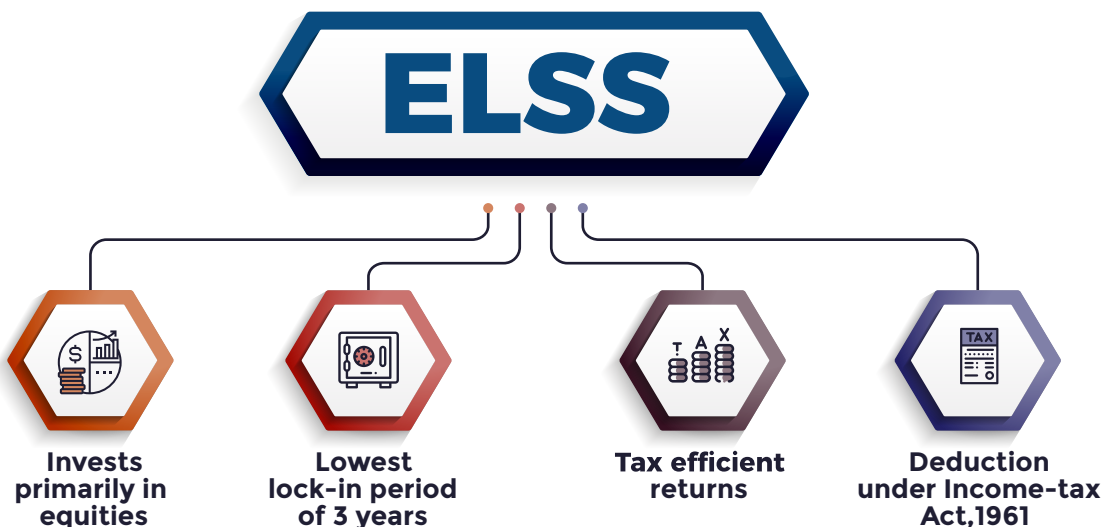 ELSS
T A X
TAX
Invests
primarily in
equities
Lowest
lock-in period
of 3 years
Tax efficient
returns
Deduction
under Income-tax
Act,1961